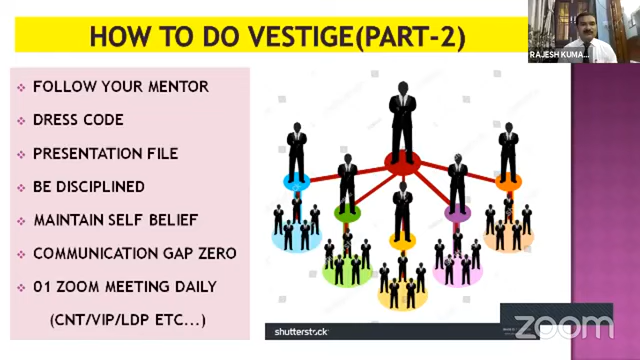 HOW TO DO VESTIGE(PART-2)
RAJESH KUMA...
FOLLOW YOUR MENTOR
DRESS CODE
PRESENTATION FILE
BE DISCIPLINED
MAINTAIN SELF BELIEF
COMMUNICATION GAP ZERO
01 ZOOM MEETING DAILY
(CNT/VIP/LDP ETC...)
shutterstock
zoom